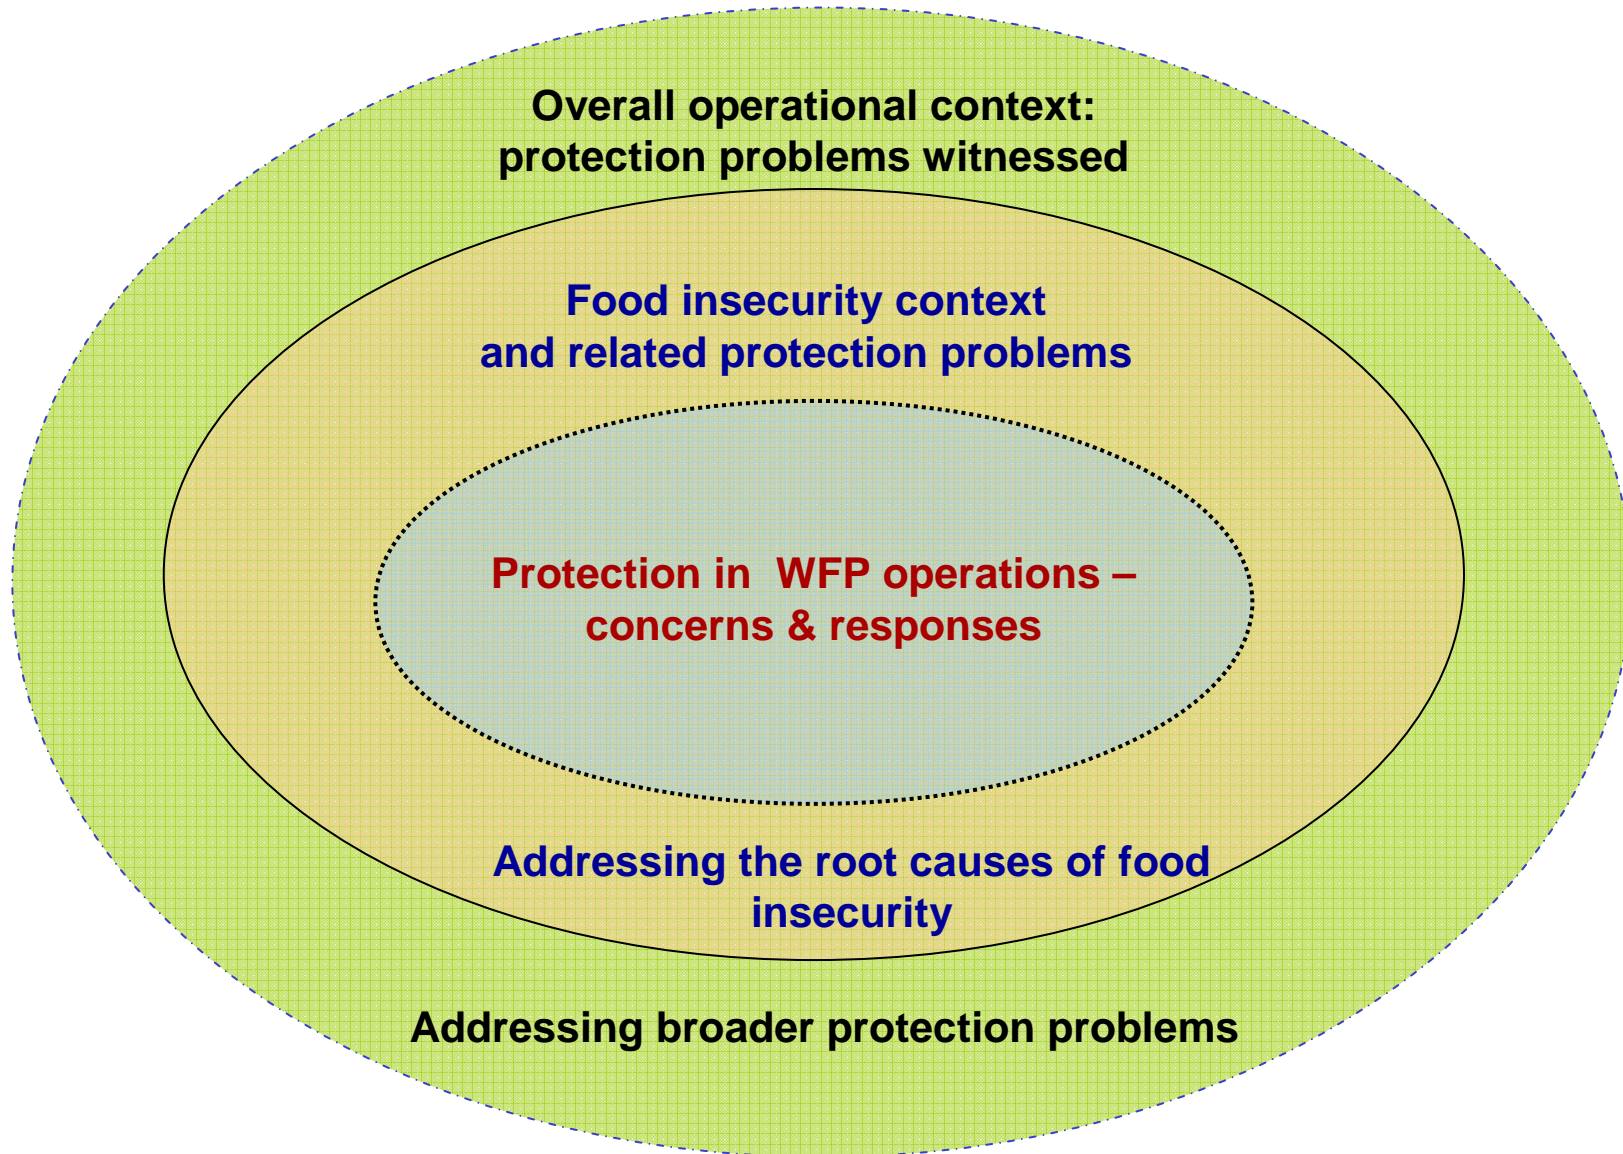 Overall operational context:
protection problems witnessed
Food insecurity context
and related protection problems
Protection in WFP operations –
concerns & responses
Addressing the root causes of food
insecurity
Addressing broader protection problems